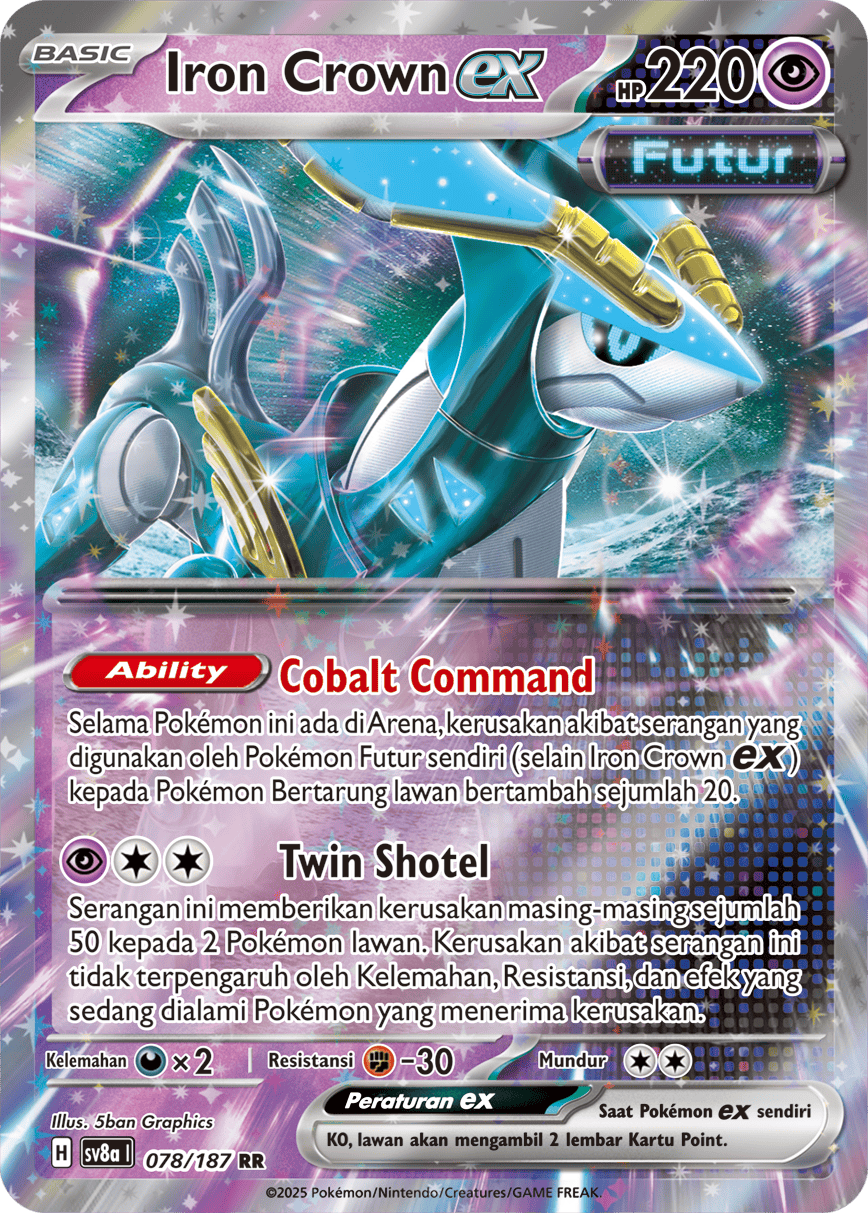 BASIC
Iron Crown ex
HP 220
Futur
Ability Cobalt Command
Selama Pokémon ini ada di Arena, kerusakan akibat serangan yang
digunakan oleh Pokémon Futur sendiri (selain Iron Crown ex)
kepada Pokémon Bertarung lawan bertambah sejumlah 20.
Twin Shotel
Serangan ini memberikan kerusakan masing-masing sejumlah
50 kepada 2 Pokémon lawan. Kerusakan akibat serangan ini
tidak terpengaruh oleh Kelemahan, Resistansi, dan efek yang
sedang dialami Pokémon yang menerima kerusakan.
Kelemahan ×2 Resistansi -30 Mundur
Peraturan ex
Saat Pokémon ex sendiri
KO, lawan akan mengambil 2 lembar Kartu Point.
Illus. 5ban Graphics
H sv8a I 078/187 RR
©2025 Pokémon/Nintendo/Creatures/GAME FREAK.